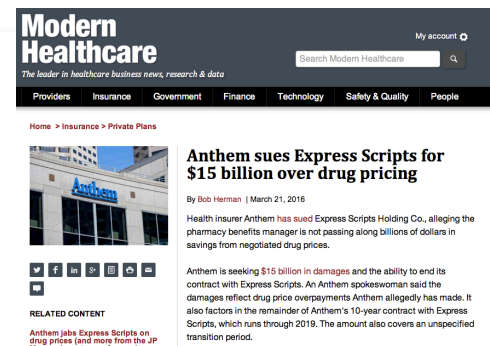 Modern
Healthcare
The leader in healthcare business news, research & data
My account
Search Modern Healthcare
Providers Insurance Government Finance Technology Safety & Quality People
Home > Insurance > Private Plans
Anthem
Anthem sues Express Scripts for
$15 billion over drug pricing
By Bob Herman | March 21, 2016
Health insurer Anthem has sued Express Scripts Holding Co., alleging the
pharmacy benefits manager is not passing along billions of dollars in
savings from negotiated drug prices.
Anthem is seeking $15 billion in damages and the ability to end its
contract with Express Scripts. An Anthem spokeswoman said the
damages reflect drug price overpayments Anthem allegedly has made. It
also factors in the remainder of Anthem's 10-year contract with Express
Scripts, which runs through 2019. The amount also covers an unspecified
transition period.
RELATED CONTENT
Anthem jabs Express Scripts on
drug prices (and more from the JP